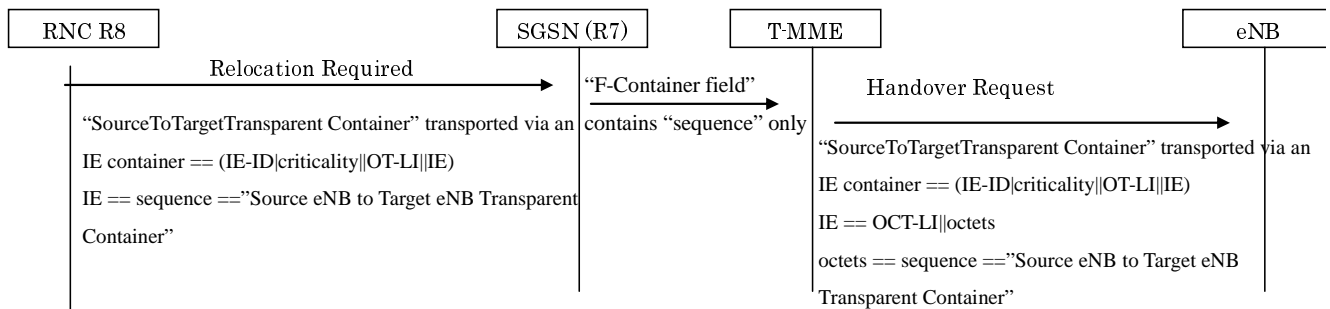 RNC R8
SGSN (R7)
T-MME
eNB
Relocation Required
“F-Container field”
contains “sequence” only
Handover Request
“SourceToTargetTransparent Container” transported via an
IE container == (IE-ID|criticality||OT-LI||IE)
IE == sequence ==”Source eNB to Target eNB Transparent
Container”
“SourceToTargetTransparent Container” transported via an
IE container == (IE-ID|criticality||OT-LI||IE)
IE == OCT-LI||octets
octets == sequence ==”Source eNB to Target eNB
Transparent Container”